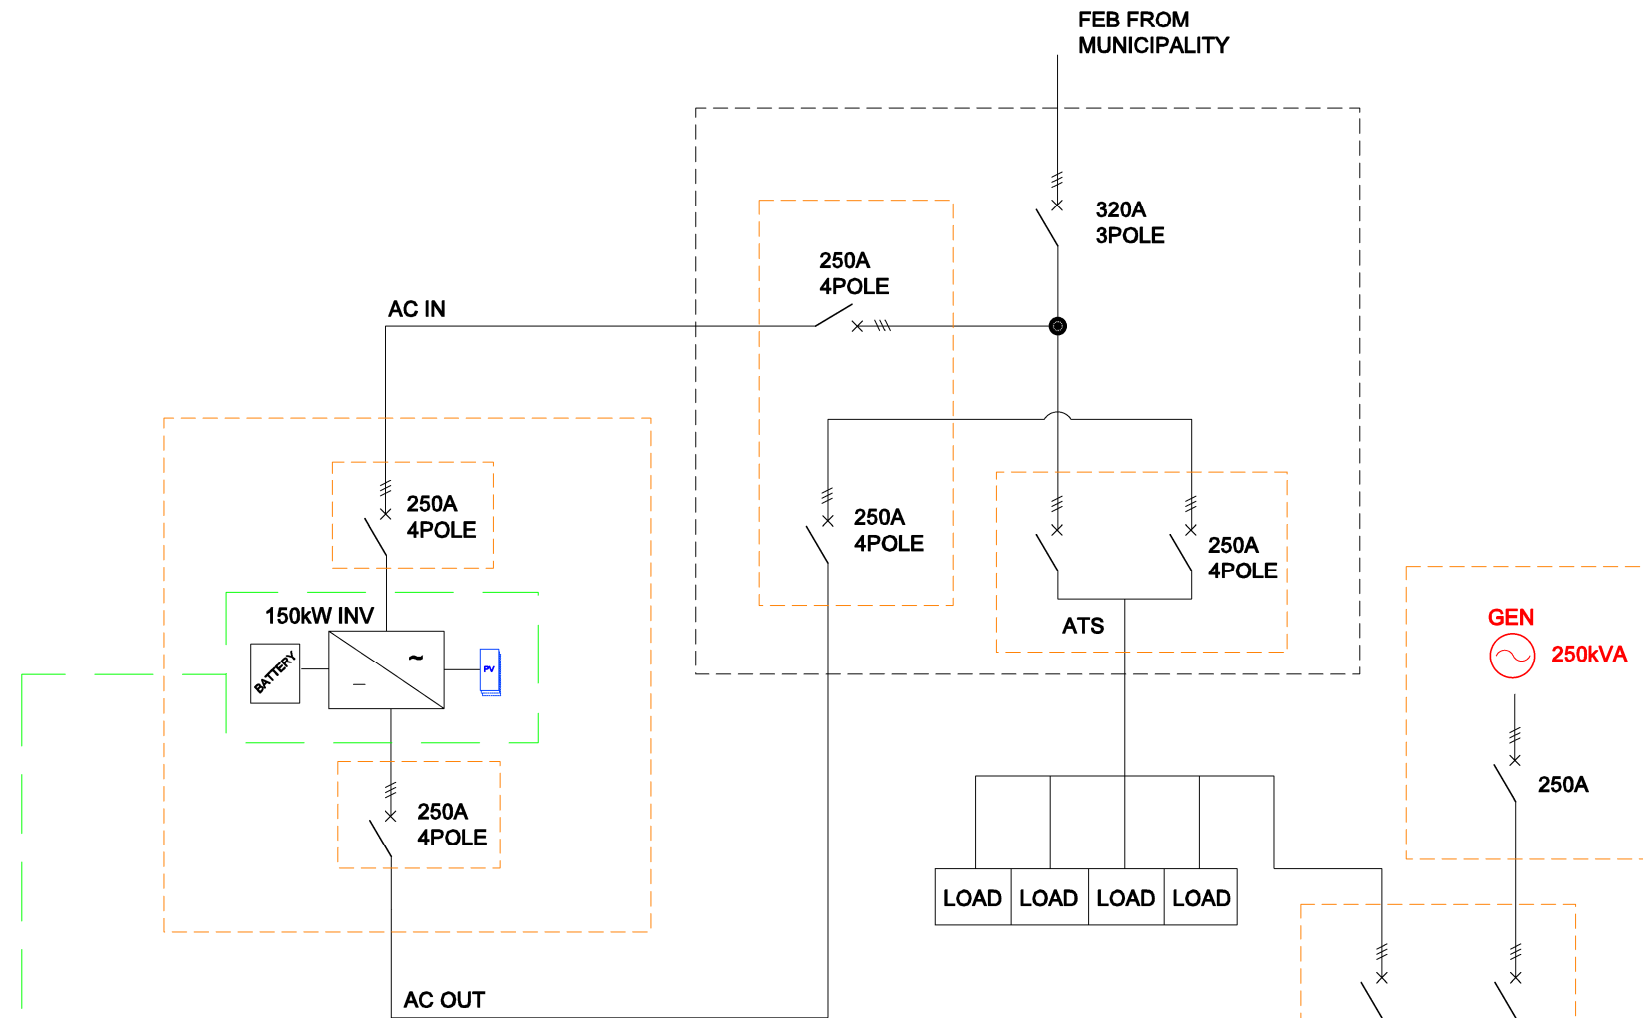 FEB FROM
MUNICIPALITY
320A
3POLE
250A
4POLE
AC IN
250A
4POLE
250A
4POLE
250A
4POLE
150kW INV
ATS
GEN
250kVA
BATTERY
~
PV
250A
250A
4POLE
LOAD
LOAD
LOAD
LOAD
AC OUT